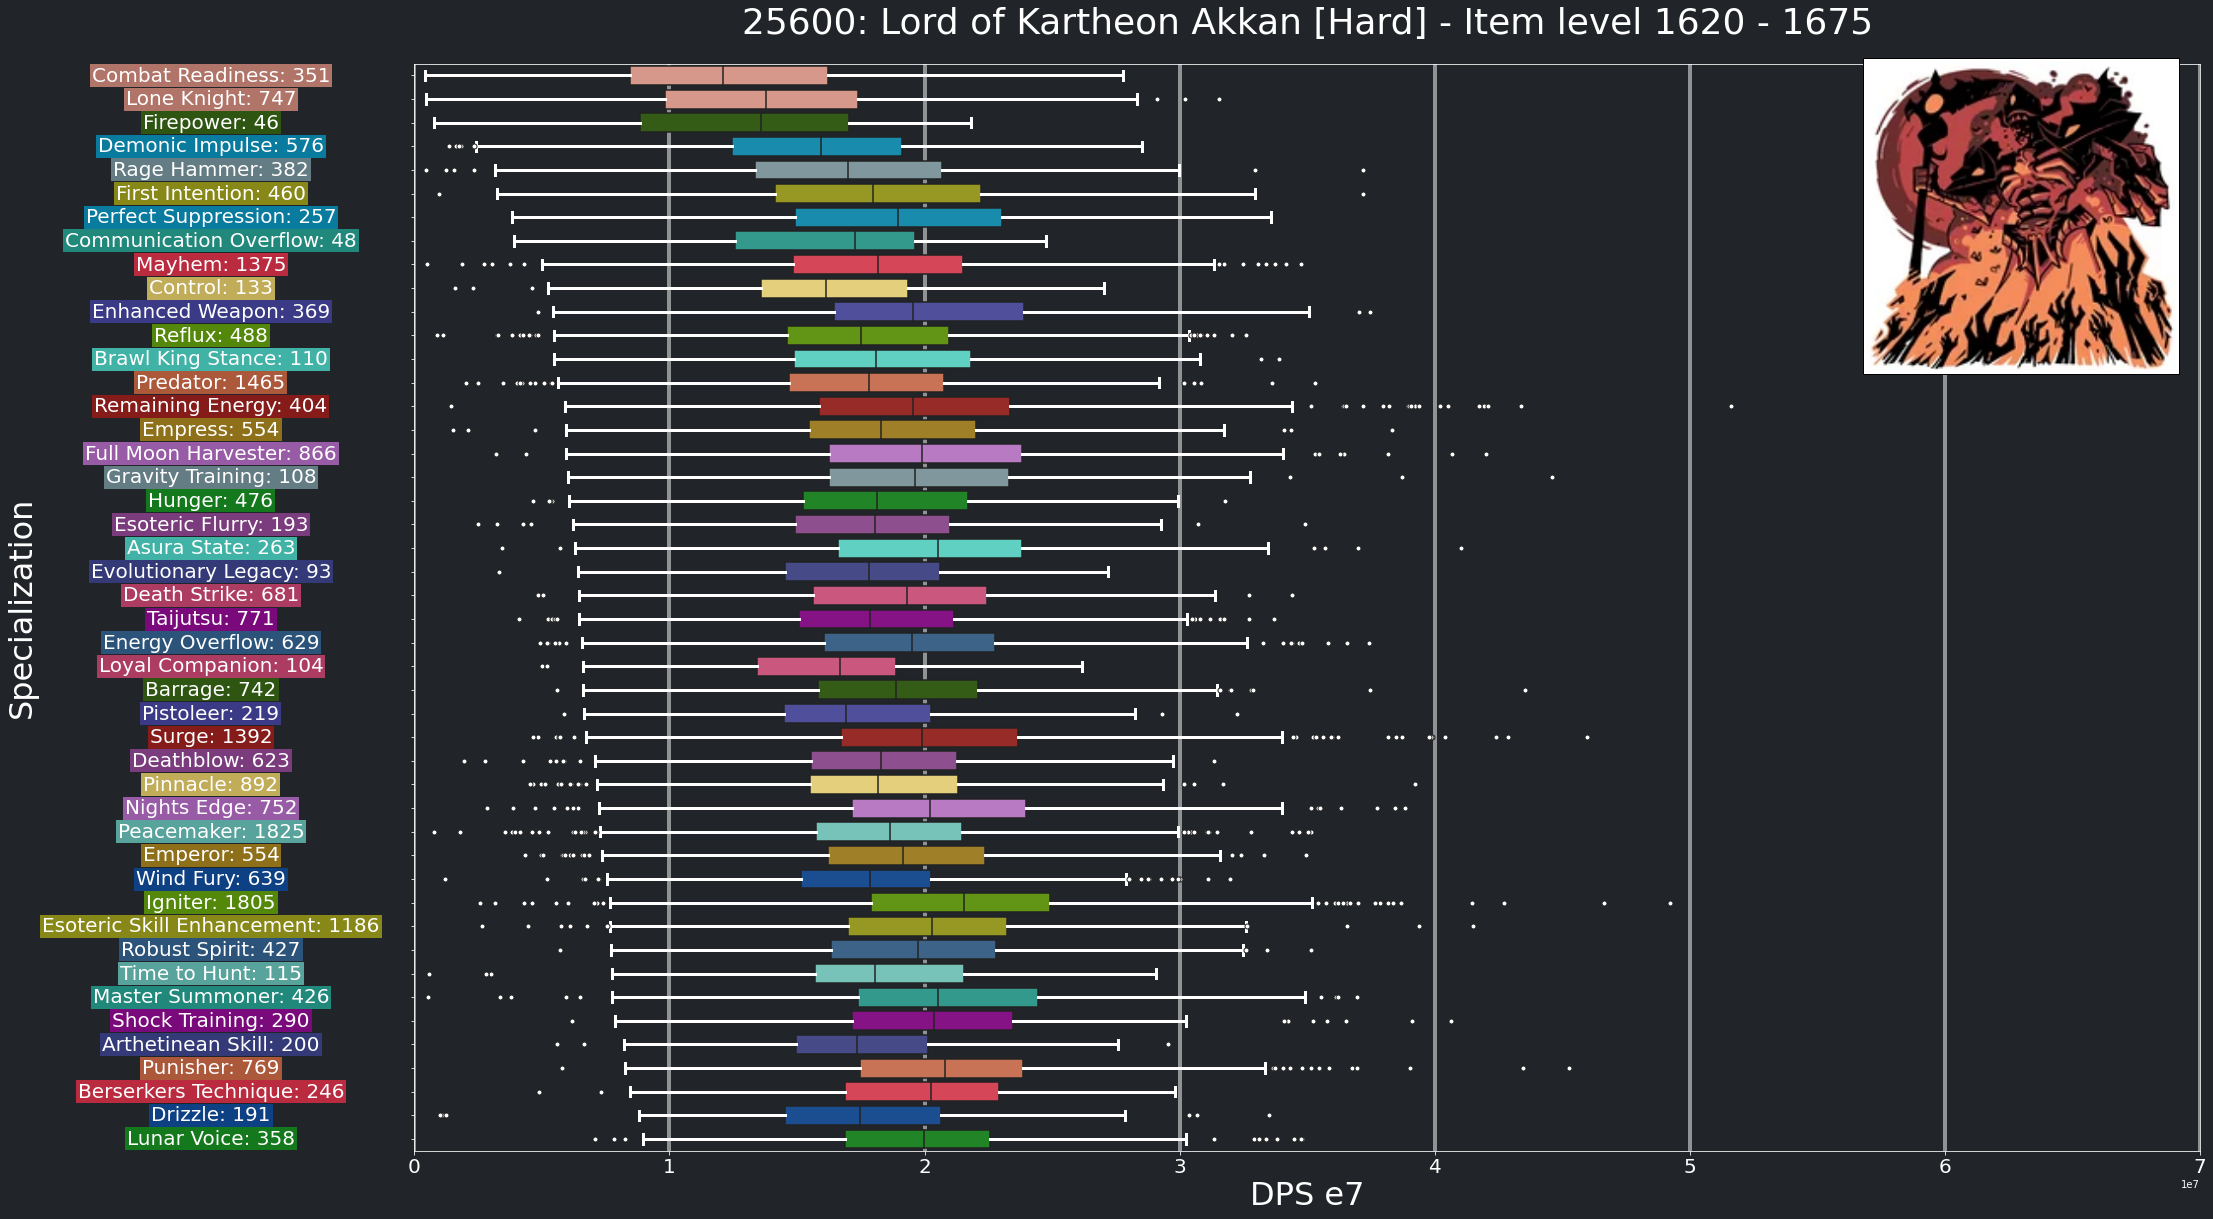 25600: Lord of Kartheon Akkan [Hard] - Item level 1620 - 1675
Specialization
Combat Readiness: 351
Lone Knight: 747
Firepower: 46
Demonic Impulse: 576
Rage Hammer: 382
First Intention: 460
Perfect Suppression: 257
Communication Overflow: 48
Mayhem: 1375
Control: 133
Enhanced Weapon: 369
Reflux: 488
Brawl King Stance: 110
Predator: 1465
Remaining Energy: 404
Empress: 554
Full Moon Harvester: 866
Gravity Training: 108
Hunger: 476
Esoteric Flurry: 193
Asura State: 263
Evolutionary Legacy: 93
Death Strike: 681
Taijutsu: 771
Energy Overflow: 629
Loyal Companion: 104
Barrage: 742
Pistoleer: 219
Surge: 1392
Deathblow: 623
Pinnacle: 892
Nights Edge: 752
Peacemaker: 1825
Emperor: 554
Wind Fury: 639
Igniter: 1805
Esoteric Skill Enhancement: 1186
Robust Spirit: 427
Time to Hunt: 115
Master Summoner: 426
Shock Training: 290
Arthetinean Skill: 200
Punisher: 769
Berserkers Technique: 246
Drizzle: 191
Lunar Voice: 358
0 1 2 3 4 5 6 7
1e7
DPS e7